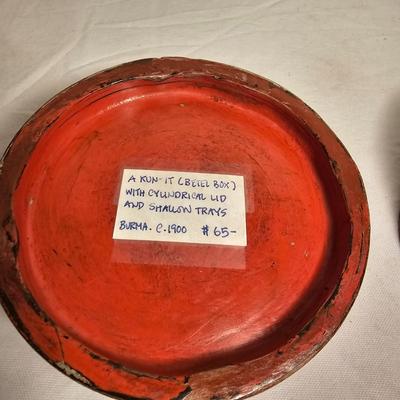 A KUN-IT (BETEL BOX)
WITH CYLINDRICAL LID
AND SHALLOW TRAYS
BURMA. C.1900 $65-